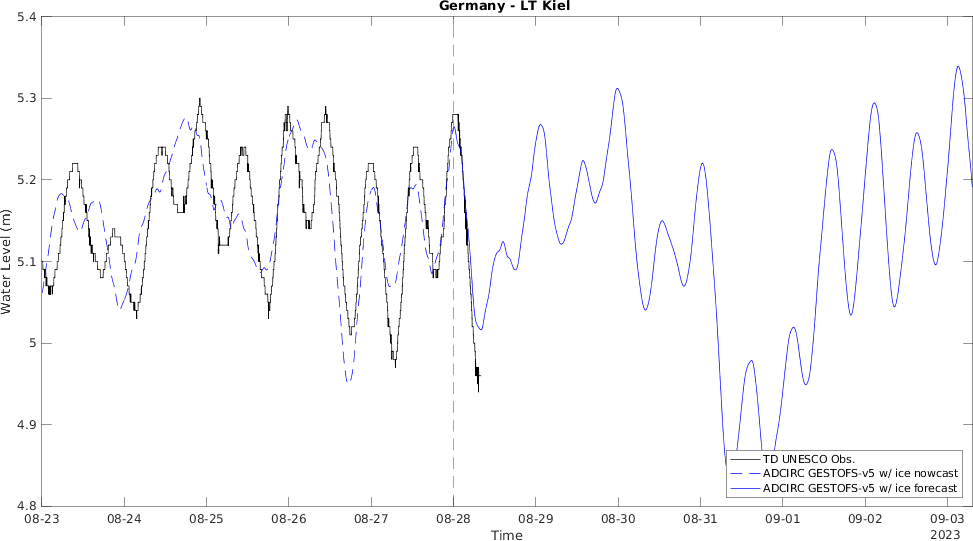 Germany - LT Kiel
5.4
5.3
5.2
5.1
5
4.9
4.8
Water Level (m)
08-23 08-24 08-25 08-26 08-27 08-28 08-29 08-30 08-31 09-01 09-02 09-03
Time
2023
TD UNESCO Obs.
ADCIRC GESTOFS-v5 w/ ice nowcast
ADCIRC GESTOFS-v5 w/ ice forecast